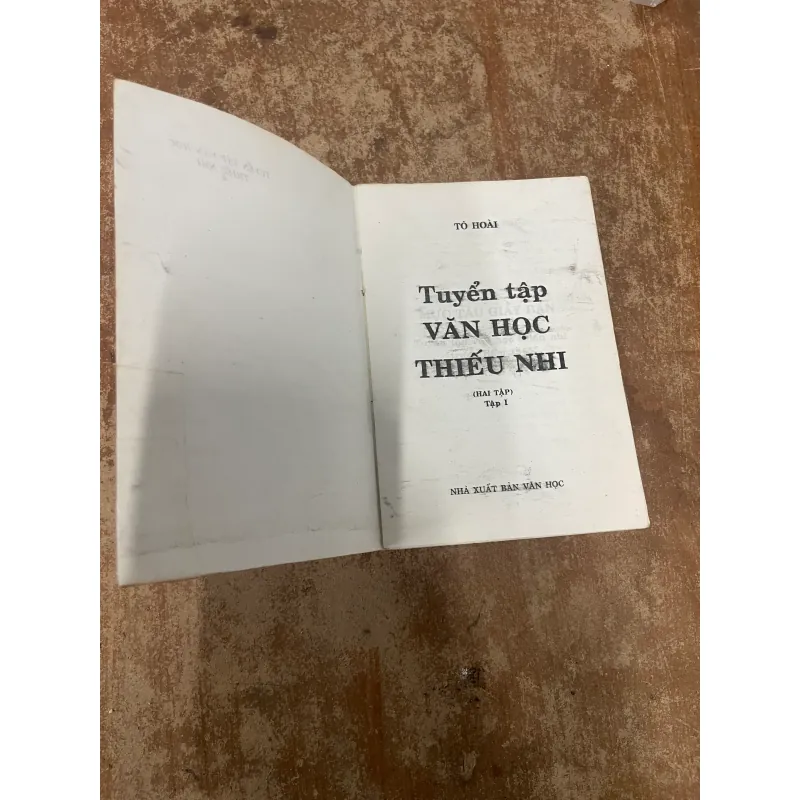 TÔ HOÀI
Tuyển tập
VĂN HỌC
THIẾU NHI
(HAI TẬP)
Tập I
NHÀ XUẤT BẢN VĂN HỌC